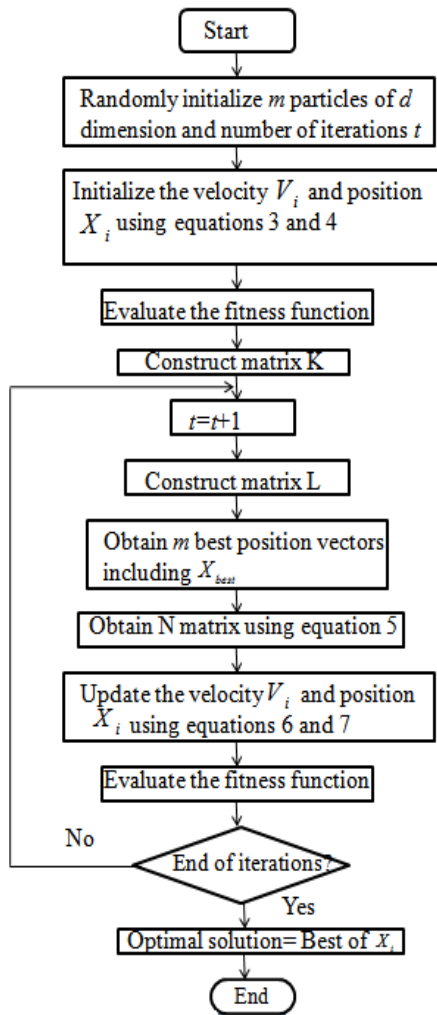 Start
Randomly initialize m particles of d
dimension and number of iterations t
Initialize the velocity V_i and position
X_i using equations 3 and 4
Evaluate the fitness function
Construct matrix K
t=t+1
Construct matrix L
Obtain m best position vectors
including X_best
Obtain N matrix using equation 5
Update the velocity V_i and position
X_i using equations 6 and 7
Evaluate the fitness function
No
End of iterations?
Yes
Optimal solution= Best of X_i
End